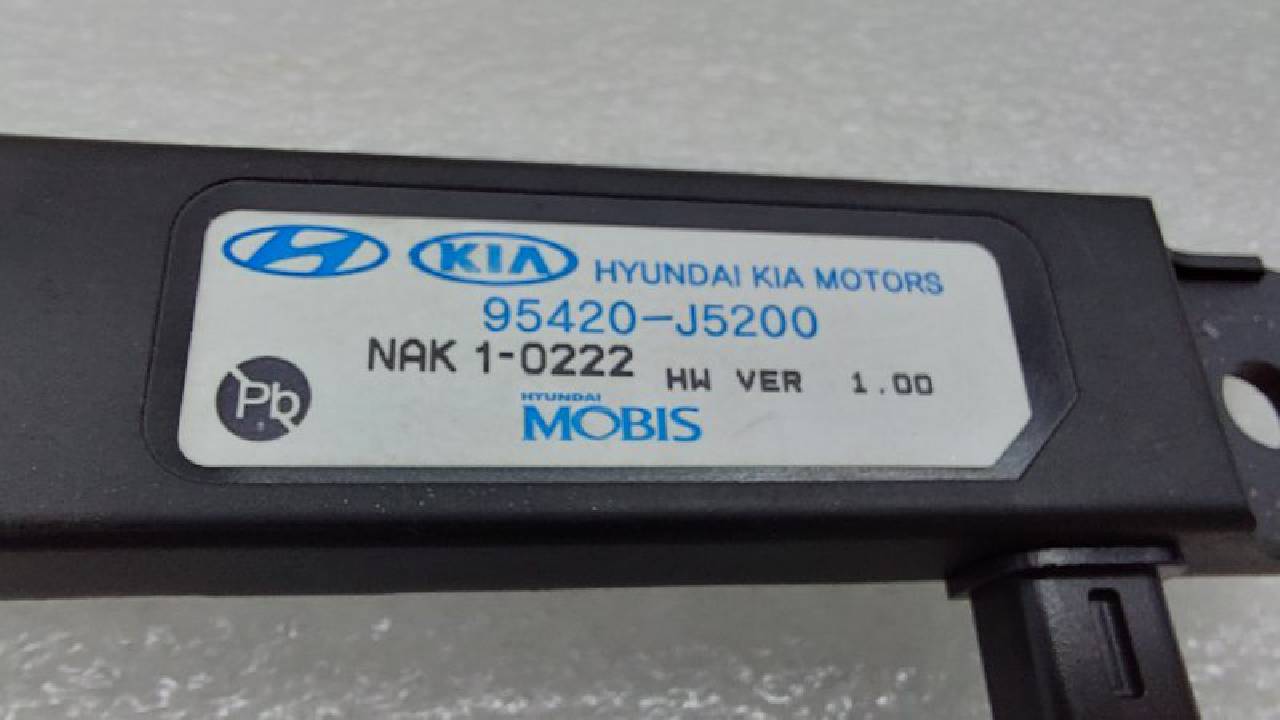 KIA HYUNDAI KIA MOTORS
95420-J5200
NAK 1-0222 HW VER 1.00
Pb
HYUNDAI
MOBIS